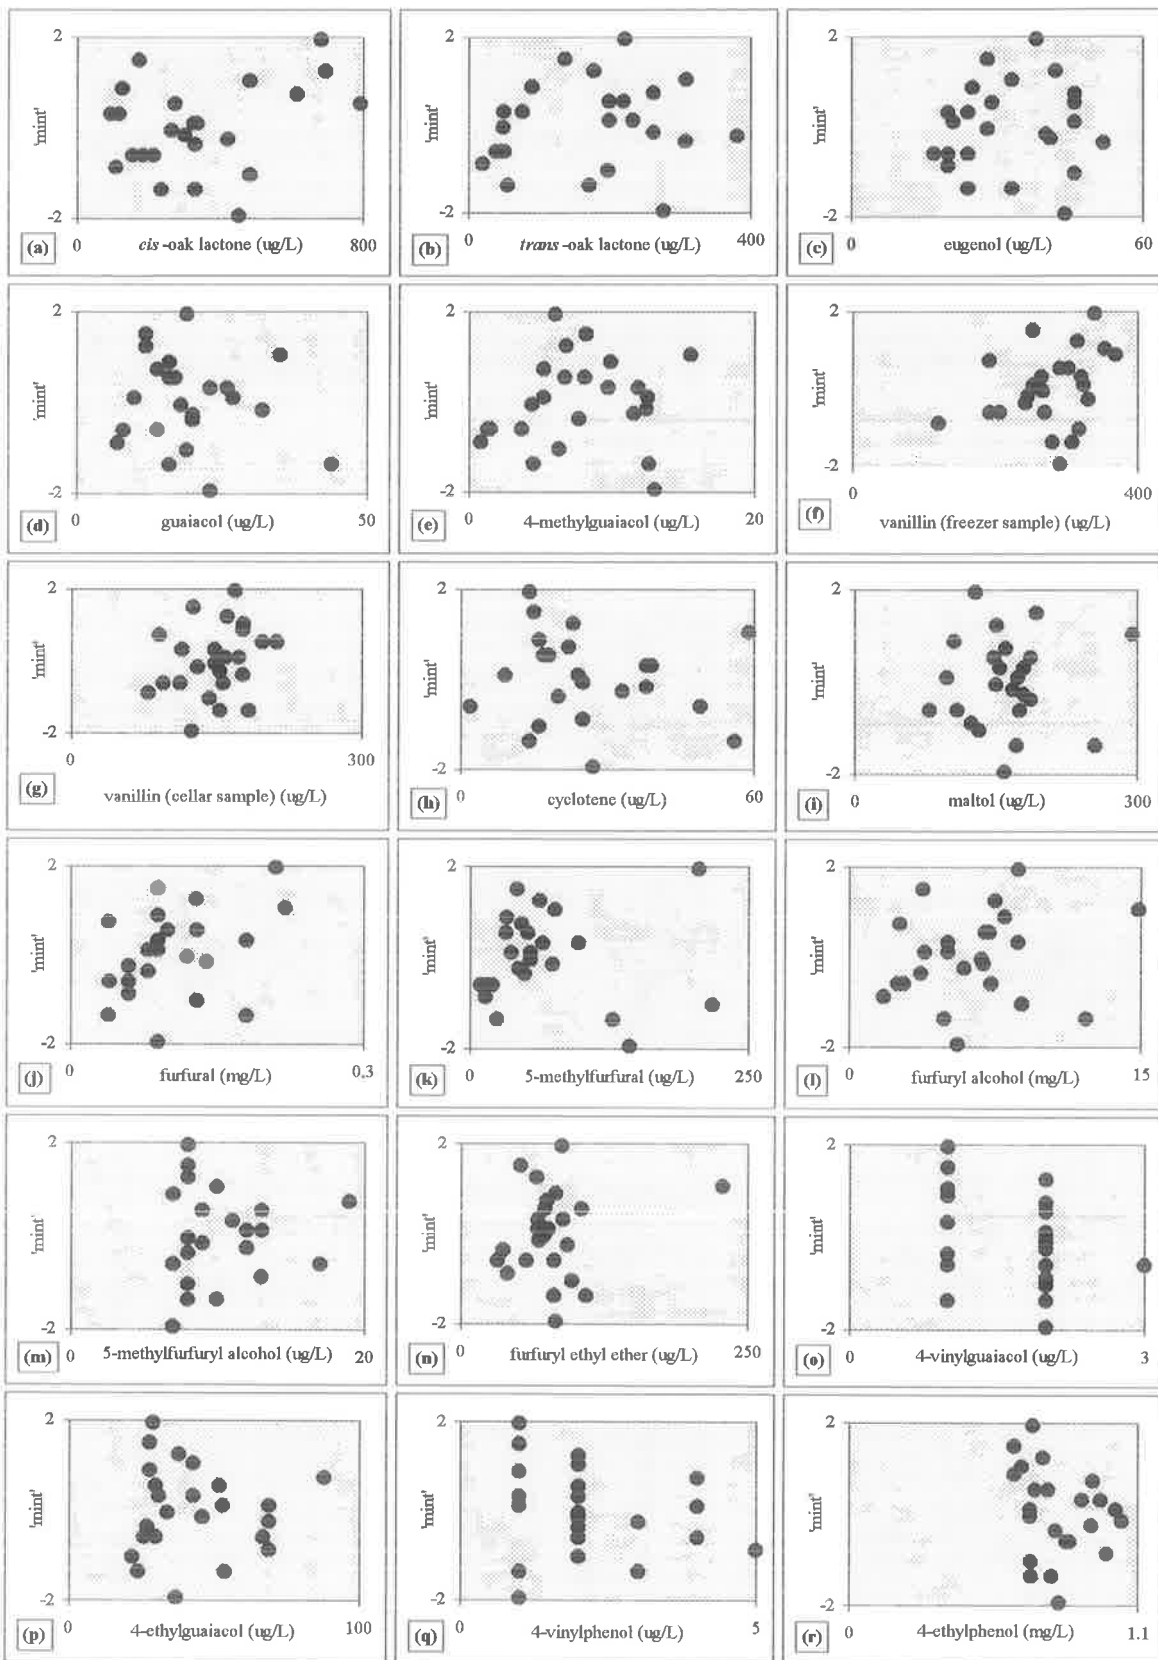 2 2 2
'mint' 'mint' 'mint'
-2 -2 -2
0 800 0 400 0 60
(a) cis -oak lactone (ug/L) (b) trans -oak lactone (ug/L) (c) eugenol (ug/L)
2 2 2
'mint' 'mint' 'mint'
-2 -2 -2
0 50 0 20 0 400
(d) guaiacol (ug/L) (e) 4-methylguaiacol (ug/L) (f) vanillin (freezer sample) (ug/L)
2 2 2
'mint' 'mint' 'mint'
-2 -2 -2
0 300 0 60 0 300
(g) vanillin (cellar sample) (ug/L) (h) cyclotene (ug/L) (i) maltol (ug/L)
2 2 2
'mint' 'mint' 'mint'
-2 -2 -2
0 0.3 0 250 0 15
(j) furfural (mg/L) (k) 5-methylfurfural (ug/L) (l) furfuryl alcohol (mg/L)
2 2 2
'mint' 'mint' 'mint'
-2 -2 -2
0 20 0 250 0 3
(m) 5-methylfurfuryl alcohol (ug/L) (n) furfuryl ethyl ether (ug/L) (o) 4-vinylguaiacol (ug/L)
2 2 2
'mint' 'mint' 'mint'
-2 -2 -2
0 100 0 5 0 1.1
(p) 4-ethylguaiacol (ug/L) (q) 4-vinylphenol (ug/L) (r) 4-ethylphenol (mg/L)